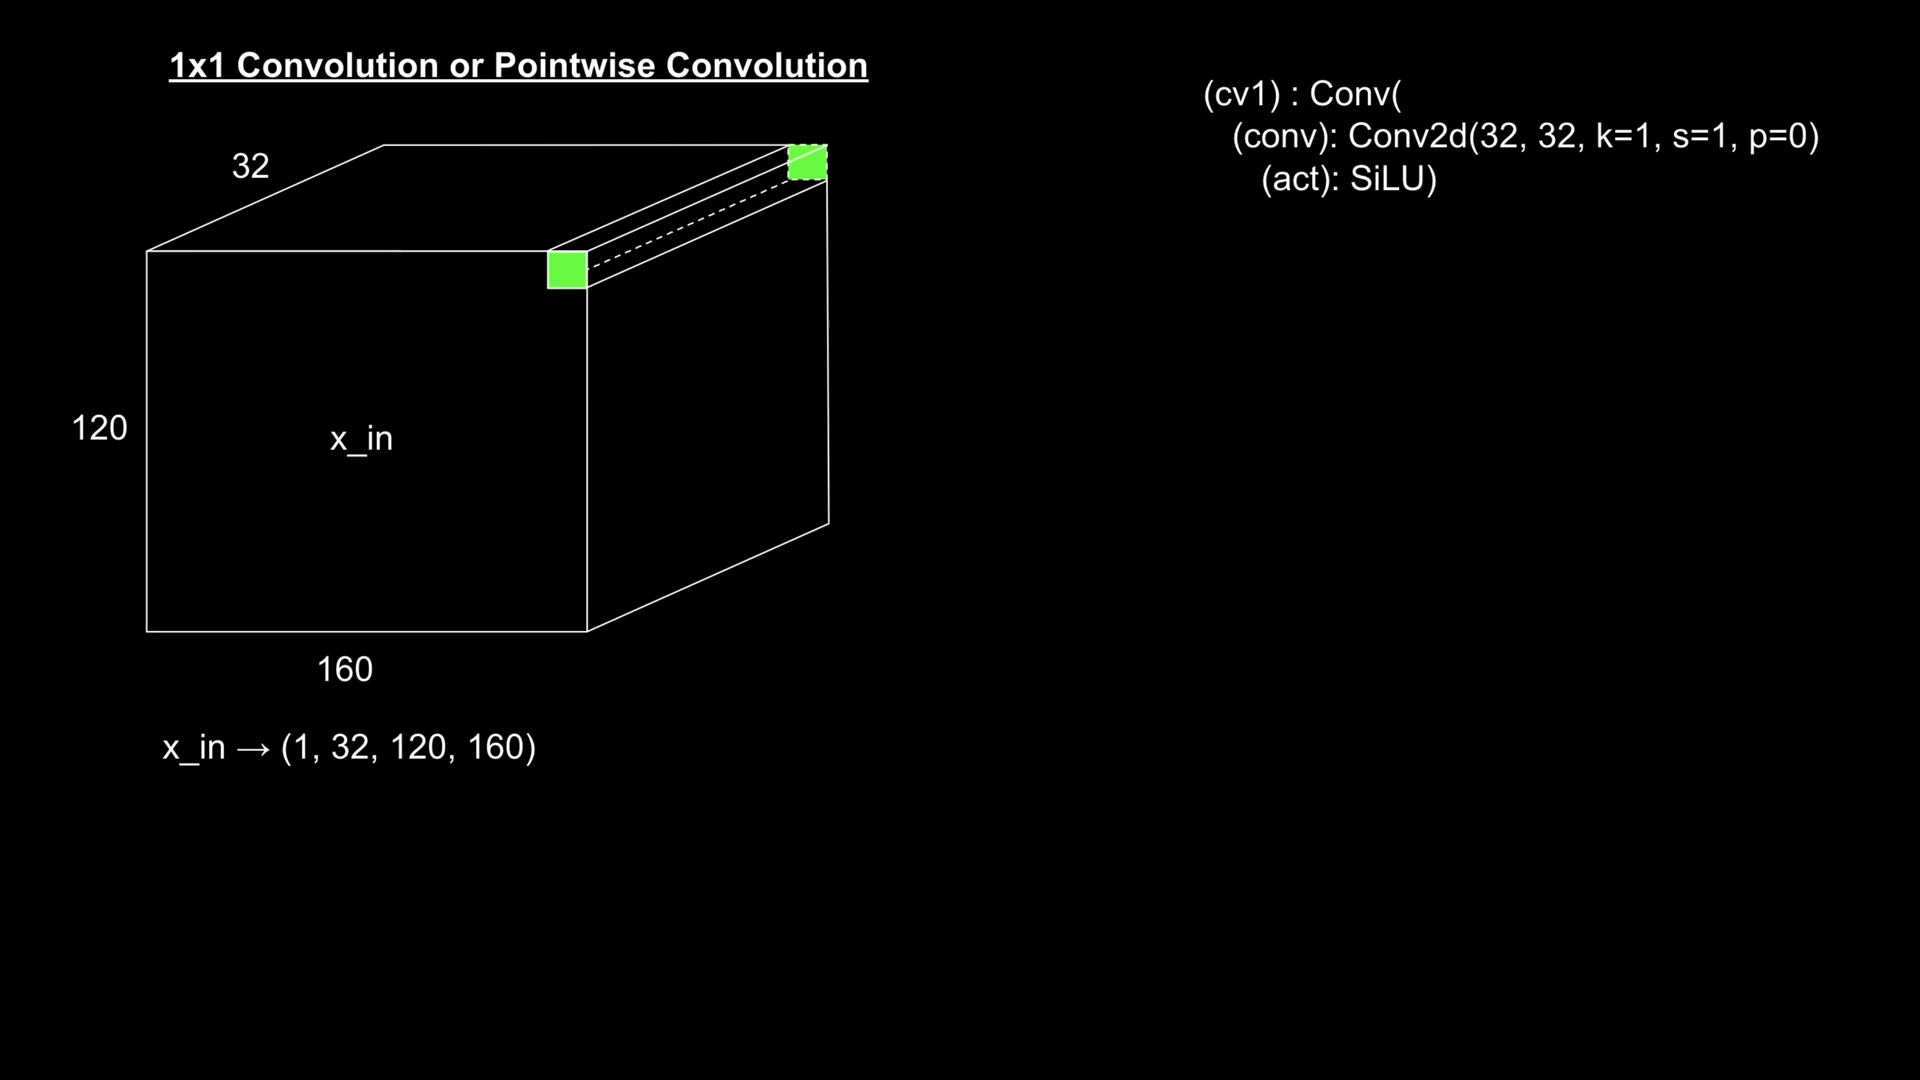 1x1 Convolution or Pointwise Convolution
(cv1) : Conv(
(conv): Conv2d(32, 32, k=1, s=1, p=0)
(act): SiLU)
32
120
x_in
160
x_in → (1, 32, 120, 160)